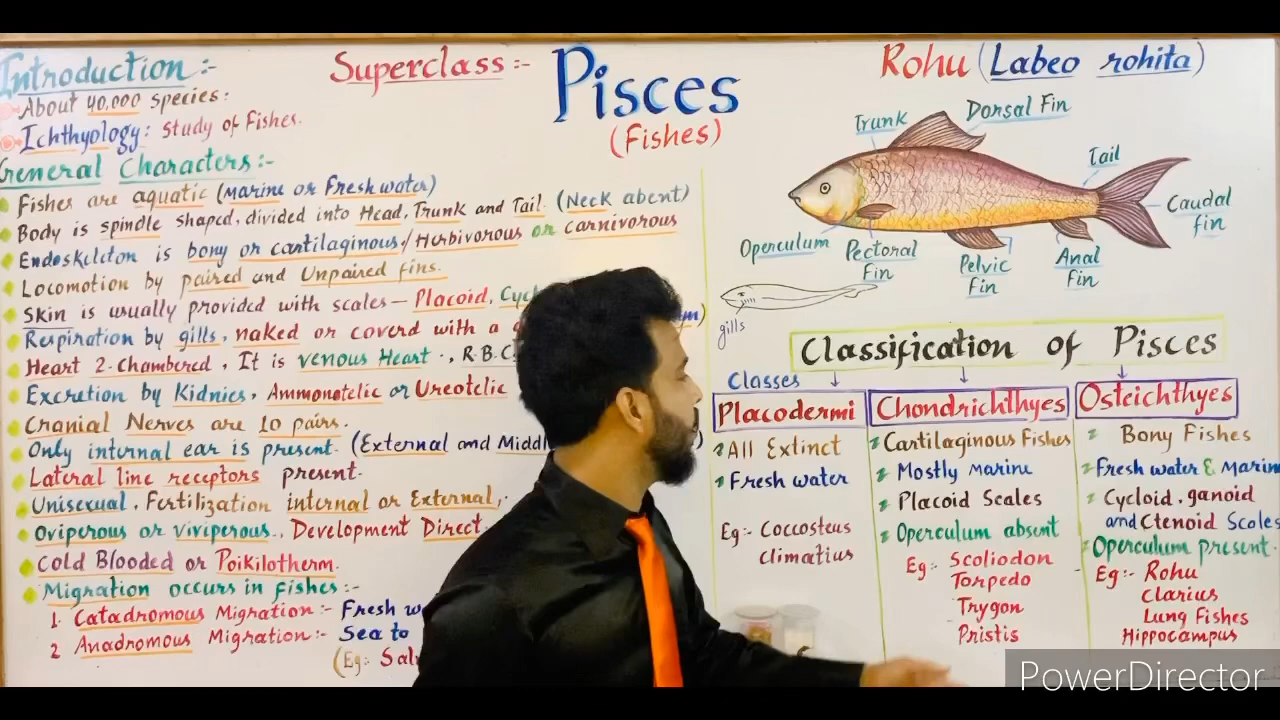 Introduction:-
About 40,000 species:
Ichthyology: Study of Fishes.
General Characters:-
Fishes are aquatic (Marine or Fresh water)
Body is spindle shaped, divided into Head, Trunk and Tail (Neck abent)
Endoskeleton is bony or cartilaginous/Herbivorous or carnivorous
Locomotion by paired and Unpaired fins.
Skin is usually provided with scales— Placoid,
Respiration by gills, naked or coverd with a
Heart 2-Chambered, It is venous Heart., R.B.C
Excretion by Kidnies, Ammonotelic or Ureotelic
Cranial Nerves are 10 pairs.
Only internal ear is present. (External and
Lateral line receptors present.
Unisexual, Fertilization internal or External,
Oviperous or viviperous., Development Direct
Cold Blooded or Poikilotherm.
Migration occurs in fishes:-
1. Catadromous Migration:- Fresh
2 Anadromous Migration:- Sea to
(Eg:-
Superclass:- Pisces
(Fishes)
Rohu (Labeo rohita)
Trunk
Dorsal Fin
Tail
Caudal fin
Operculum
Pectoral Fin
Pelvic Fin
Anal Fin
gills
Classification of Pisces
Classes
Placodermi
All Extinct
Fresh water
Eg:- Coccosteus
Climatius
Chondrichthyes
Cartilaginous Fishes
Mostly Marine
Placoid Scales
Operculum absent
Eg:- Scoliodon
Torpedo
Trygon
Pristis
Osteichthyes
Bony Fishes
Fresh water & Marin
Cycloid, ganoid
and Ctenoid Scales
Operculum present.
Eg:- Rohu
Clarius
Lung Fishes
Hippocampus
PowerDirector